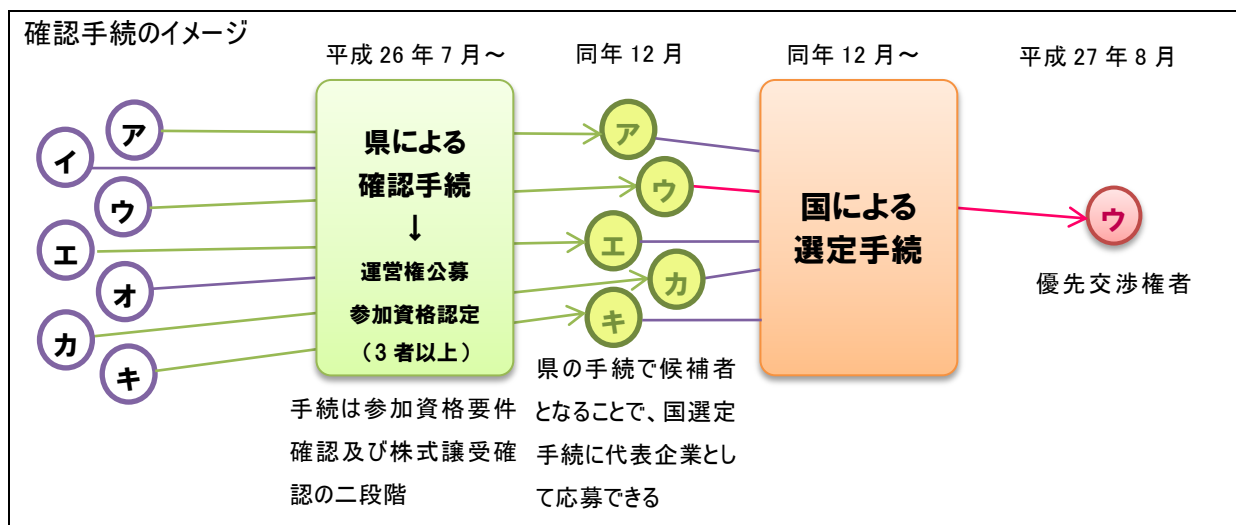 確認手続のイメージ
平成26年7月～
同年12月
同年12月～
平成27年8月
ア
イ
ウ
エ
オ
カ
キ
県による
確認手続
↓
運営権公募
参加資格認定
（3者以上）
ア
ウ
エ
カ
キ
国による
選定手続
ウ
優先交渉権者
手続は参加資格要件
確認及び株式譲受確
認の二段階
県の手続で候補者
となることで、国選定
手続に代表企業とし
て応募できる